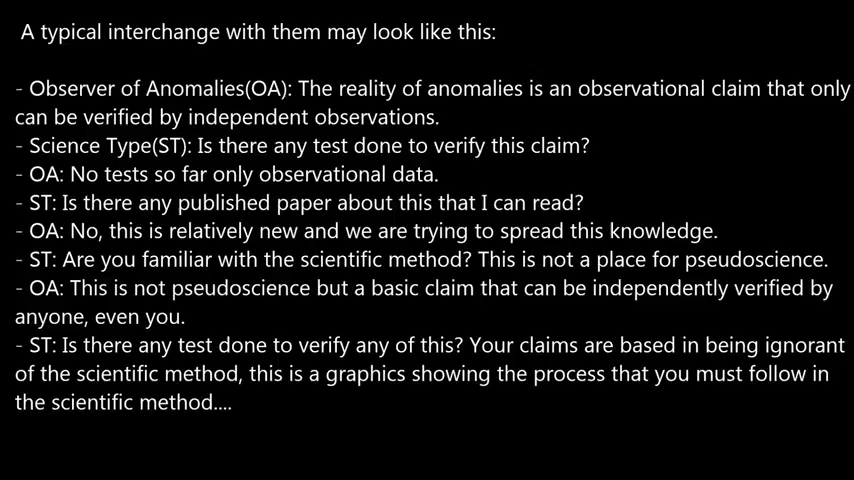 A typical interchange with them may look like this:
- Observer of Anomalies(OA): The reality of anomalies is an observational claim that only
can be verified by independent observations.
- Science Type(ST): Is there any test done to verify this claim?
- OA: No tests so far only observational data.
- ST: Is there any published paper about this that I can read?
- OA: No, this is relatively new and we are trying to spread this knowledge.
- ST: Are you familiar with the scientific method? This is not a place for pseudoscience.
- OA: This is not pseudoscience but a basic claim that can be independently verified by
anyone, even you.
- ST: Is there any test done to verify any of this? Your claims are based in being ignorant
of the scientific method, this is a graphics showing the process that you must follow in
the scientific method....